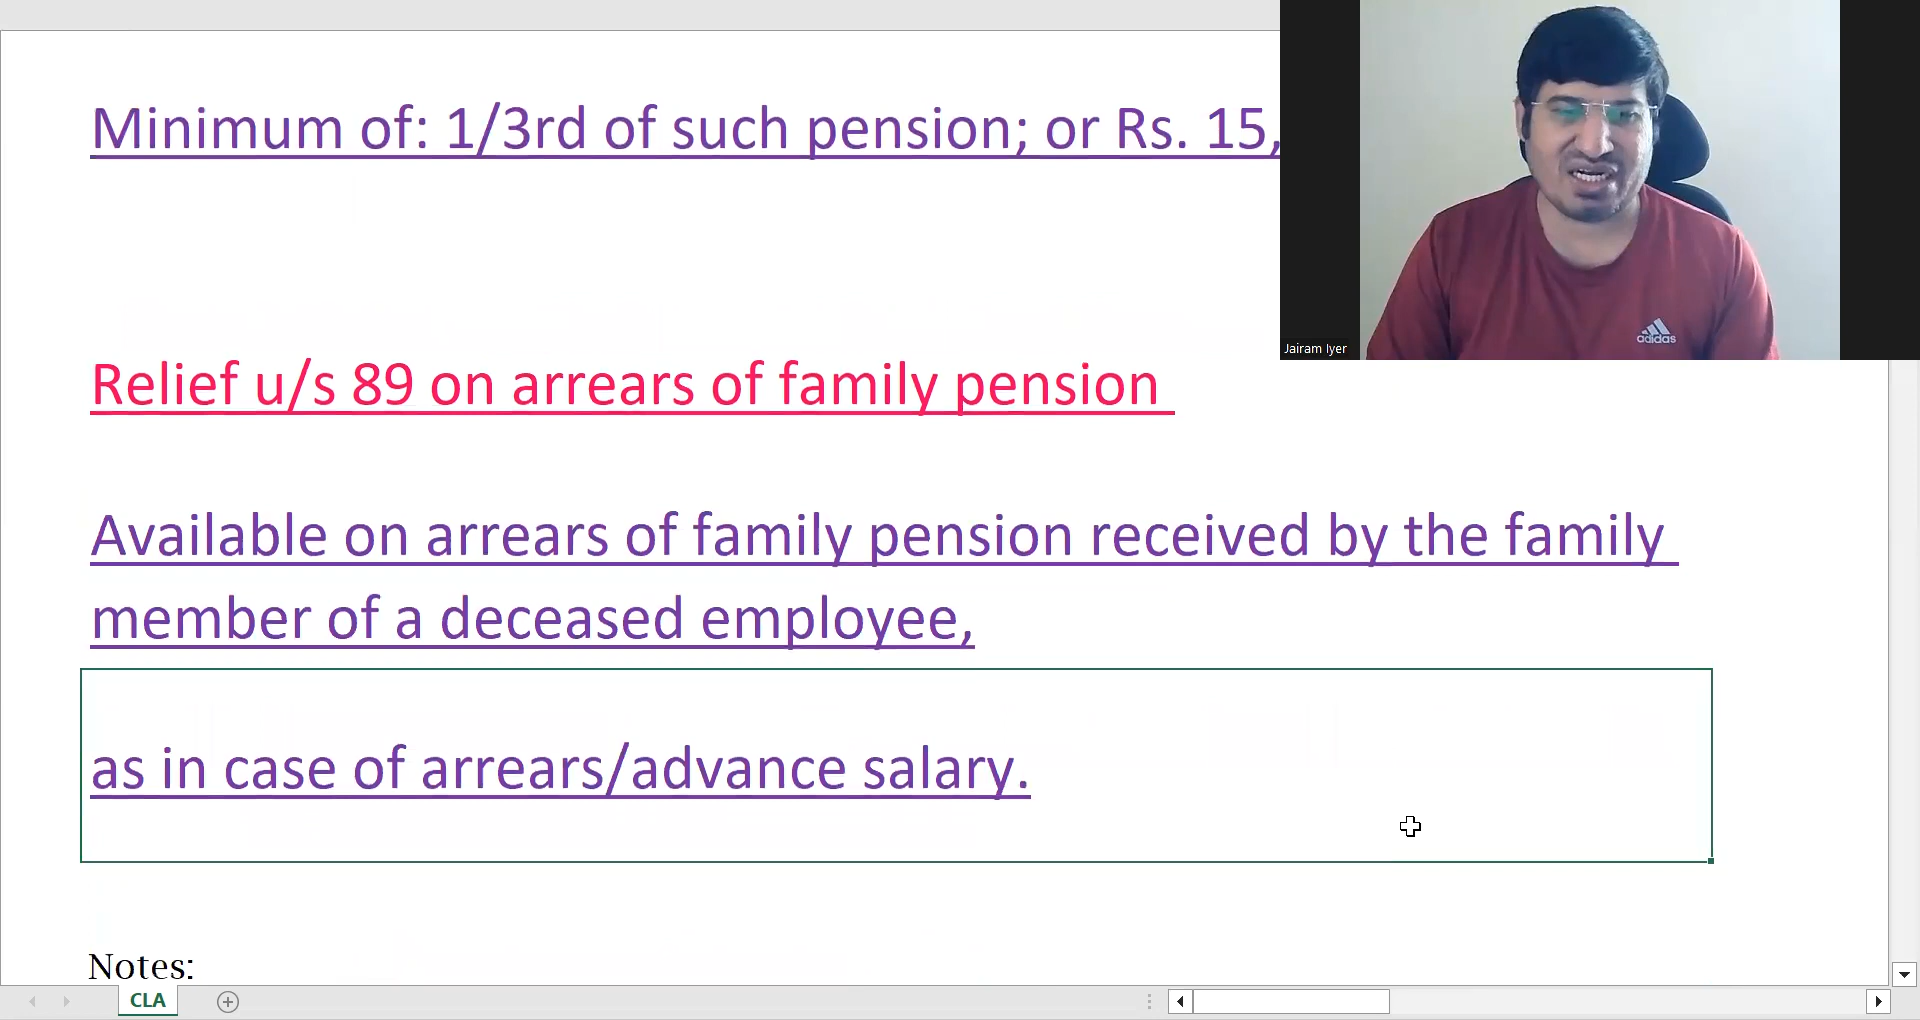 Minimum of: 1/3rd of such pension; or Rs. 15,
Jairam Iyer
adidas
Relief u/s 89 on arrears of family pension
Available on arrears of family pension received by the family
member of a deceased employee,
as in case of arrears/advance salary.
Notes:
CLA